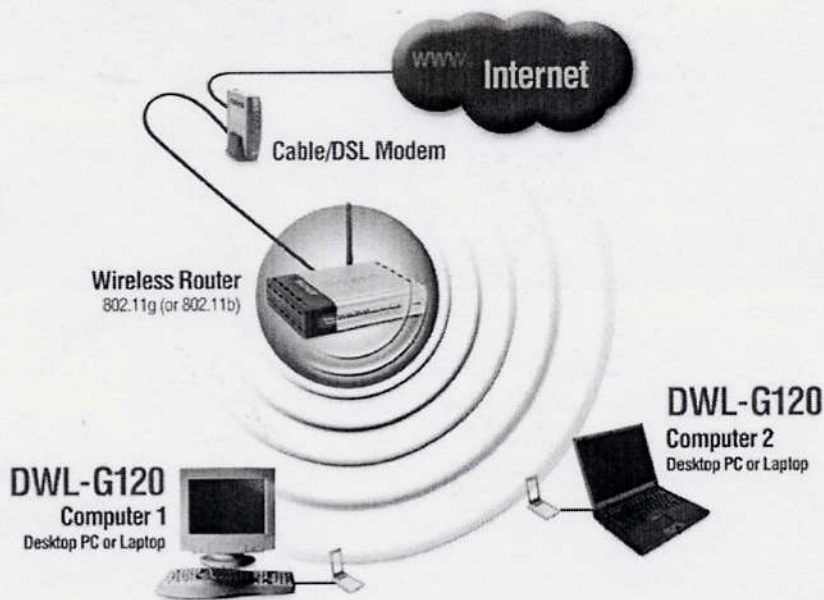 www.
Internet
Cable/DSL Modem
Wireless Router
802.11g (or 802.11b)
DWL-G120
Computer 2
Desktop PC or Laptop
DWL-G120
Computer 1
Desktop PC or Laptop